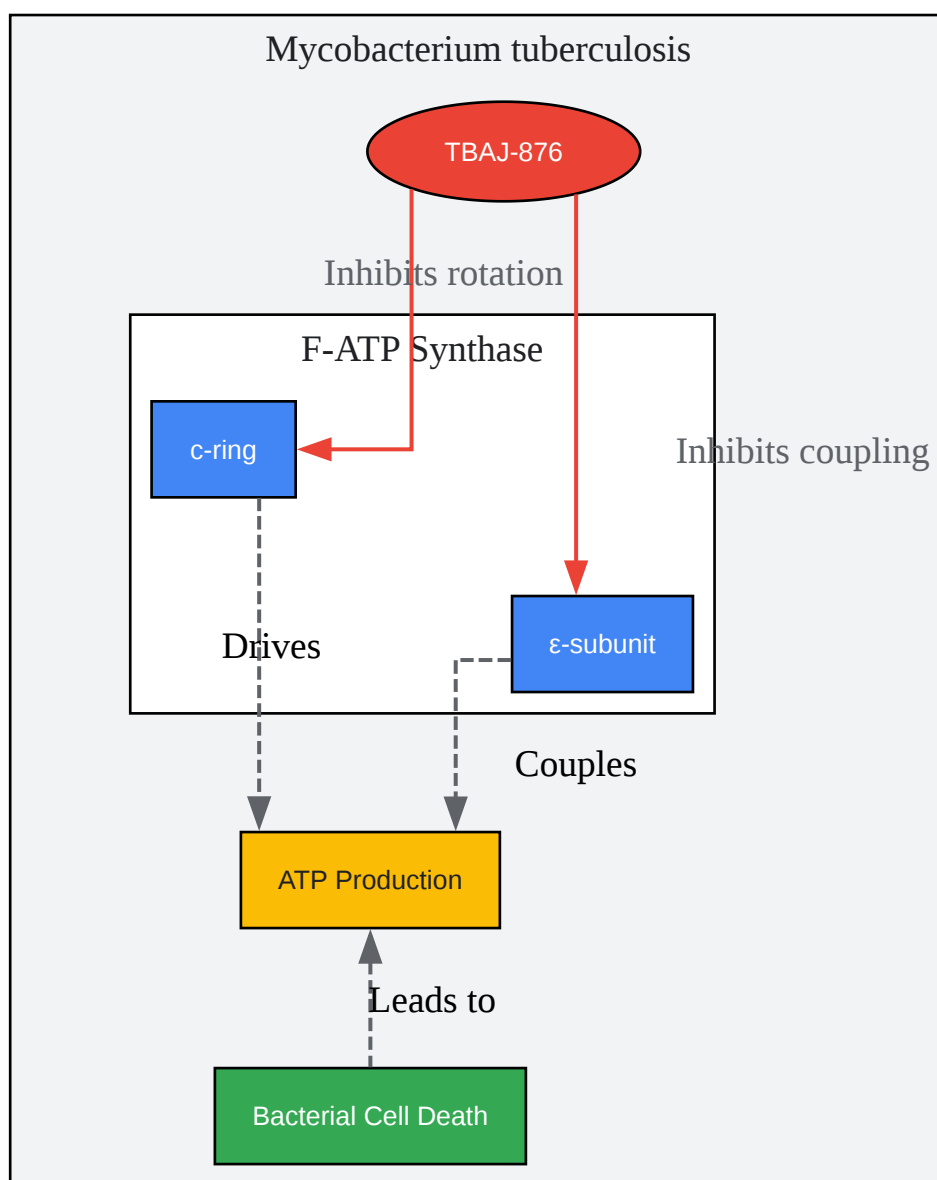 Mycobacterium tuberculosis
TBAJ-876
Inhibits rotation
F-ATP Synthase
c-ring
Inhibits coupling
Drives
ε-subunit
Couples
ATP Production
Leads to
Bacterial Cell Death